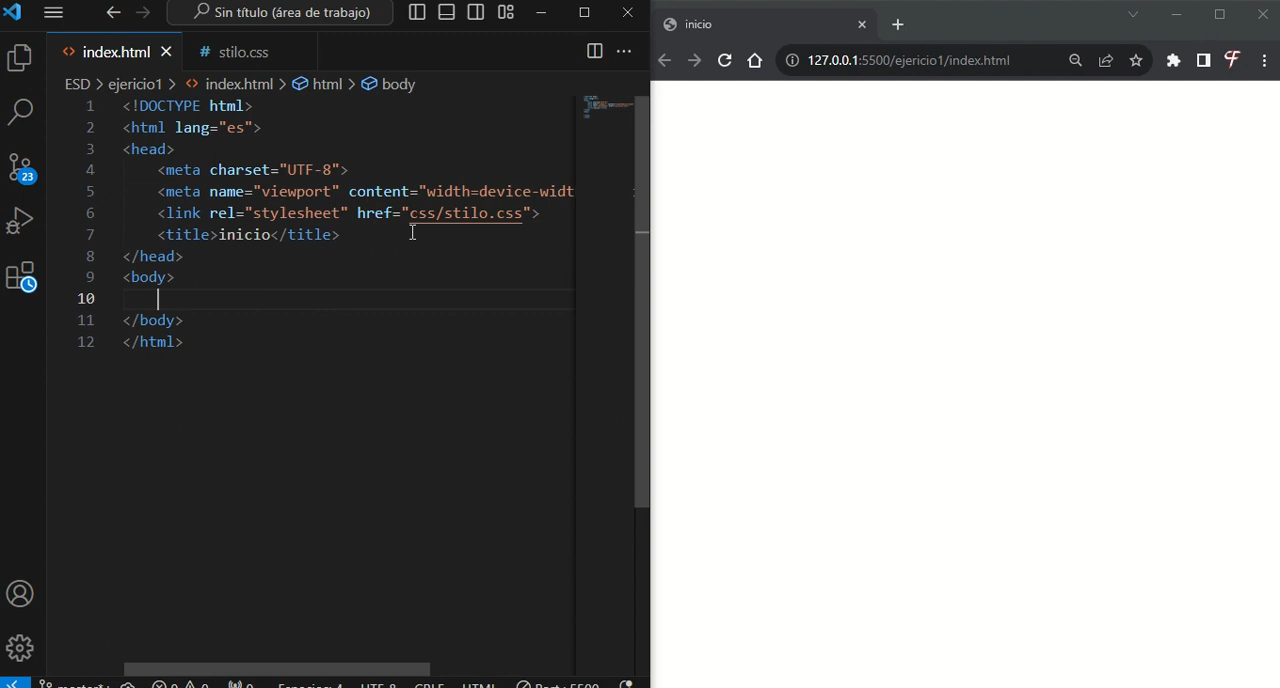 Sin título (área de trabajo)
index.html
# stilo.css
ESD > ejericio1 > index.html > html > body
1 <!DOCTYPE html>
2 <html lang="es">
3 <head>
4 <meta charset="UTF-8">
5 <meta name="viewport" content="width=device-widt
6 <link rel="stylesheet" href="css/stilo.css">
7 <title>inicio</title>
8 </head>
9 <body>
10
11 </body>
12 </html>
23
inicio
127.0.0.1:5500/ejericio1/index.html